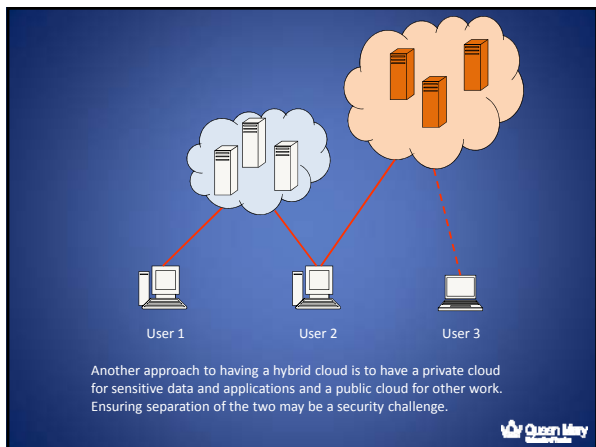 User 1
User 2
User 3
Another approach to having a hybrid cloud is to have a private cloud
for sensitive data and applications and a public cloud for other work.
Ensuring separation of the two may be a security challenge.
Queen Mary